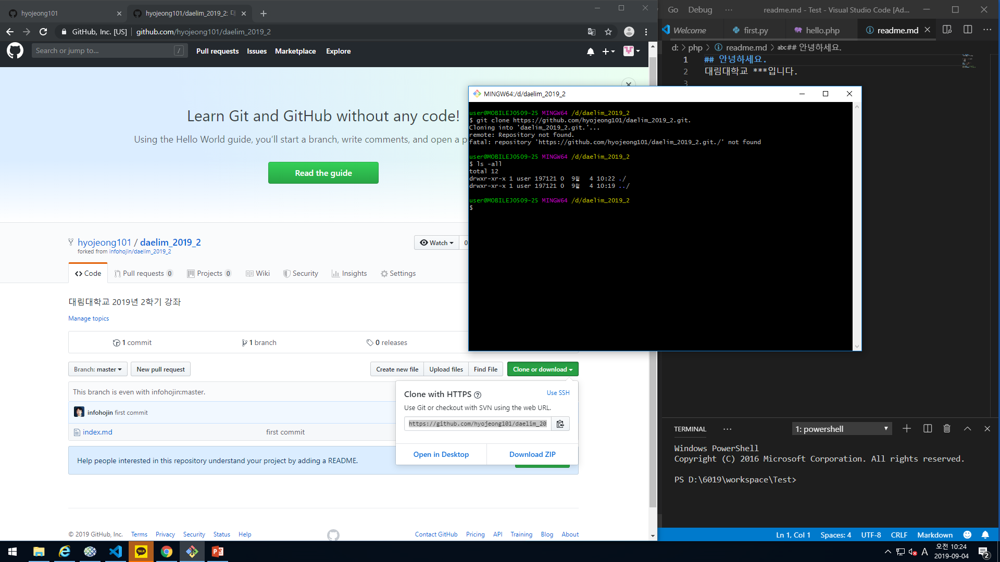 hyojeong101
hyojeong101/daelim_2019_2: 대
GitHub, Inc. [US] | github.com/hyojeong101/daelim_2019_2
Search or jump to... /
Pull requests Issues Marketplace Explore
Learn Git and GitHub without any code!
Using the Hello World guide, you’ll start a branch, write comments, and open a p
Read the guide
hyojeong101 / daelim_2019_2
forked from infohojin/daelim_2019_2
Watch 0
Code Pull requests 0 Projects 0 Wiki Security Insights Settings
대림대학교 2019년 2학기 강좌
Manage topics
1 commit 1 branch 0 releases
Branch: master New pull request Create new file Upload files Find File Clone or download
This branch is even with infohojin:master.
infohojin first commit
index.md first commit
Help people interested in this repository understand your project by adding a README.
Clone with HTTPS Use SSH
Use Git or checkout with SVN using the web URL.
https://github.com/hyojeong101/daelim_20
Open in Desktop Download ZIP
© 2019 GitHub, Inc. Terms Privacy Security Status Help Contact GitHub Pricing API Training Blog About
MINGW64:/d/daelim_2019_2
user@MOBILEJ0509-25 MINGW64 /d/daelim_2019_2
$ git clone https://github.com/hyojeong101/daelim_2019_2.git.
Cloning into 'daelim_2019_2.git.'...
remote: Repository not found.
fatal: repository 'https://github.com/hyojeong101/daelim_2019_2.git./' not found
user@MOBILEJ0509-25 MINGW64 /d/daelim_2019_2
$ ls -all
total 12
drwxr-xr-x 1 user 197121 0 9월 4 10:22 ./
drwxr-xr-x 1 user 197121 0 9월 4 10:19 ../
user@MOBILEJ0509-25 MINGW64 /d/daelim_2019_2
$
Go Debug ··· readme.md - Test - Visual Studio Code [Ad...
Welcome first.py hello.php readme.md
d: > php > readme.md > abc## 안녕하세요.
1 ## 안녕하세요.
2 대림대학교 ***입니다.
3
TERMINAL ··· 1: powershell
Windows PowerShell
Copyright (C) 2016 Microsoft Corporation. All rights reserved.
PS D:\6019\workspace\Test>
Ln 1, Col 1 Spaces: 4 UTF-8 CRLF Markdown
TALK
A 오전 10:24
2019-09-04
2